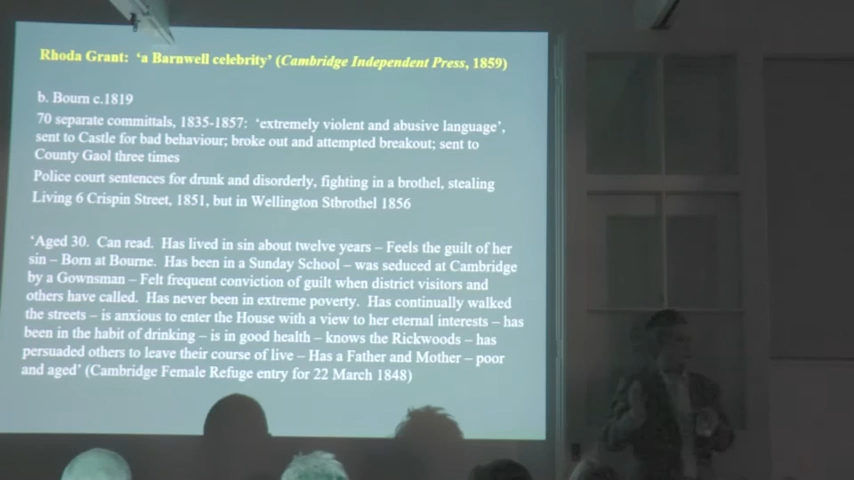 Rhoda Grant: 'a Barnwell celebrity' (Cambridge Independent Press, 1859)
b. Bourn c.1819
70 separate committals, 1835-1857: 'extremely violent and abusive language',
sent to Castle for bad behaviour; broke out and attempted breakout; sent to
County Gaol three times
Police court sentences for drunk and disorderly, fighting in a brothel, stealing
Living 6 Crispin Street, 1851, but in Wellington Stbrothel 1856
'Aged 30. Can read. Has lived in sin about twelve years – Feels the guilt of her
sin – Born at Bourne. Has been in a Sunday School – was seduced at Cambridge
by a Gownsman – Felt frequent conviction of guilt when district visitors and
others have called. Has never been in extreme poverty. Has continually walked
the streets – is anxious to enter the House with a view to her eternal interests – has
been in the habit of drinking – is in good health – knows the Rickwoods – has
persuaded others to leave their course of live – Has a Father and Mother – poor
and aged' (Cambridge Female Refuge entry for 22 March 1848)